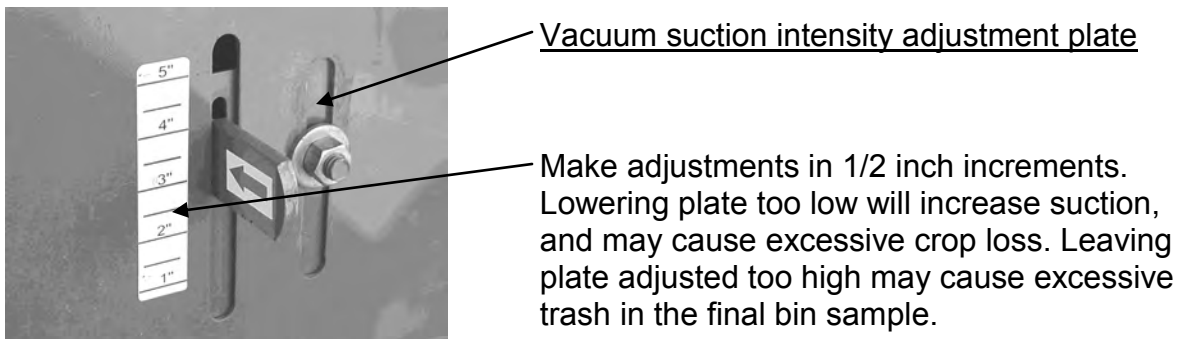 Vacuum suction intensity adjustment plate
5"
4"
3"
2"
1"
Make adjustments in 1/2 inch increments.
Lowering plate too low will increase suction,
and may cause excessive crop loss. Leaving
plate adjusted too high may cause excessive
trash in the final bin sample.